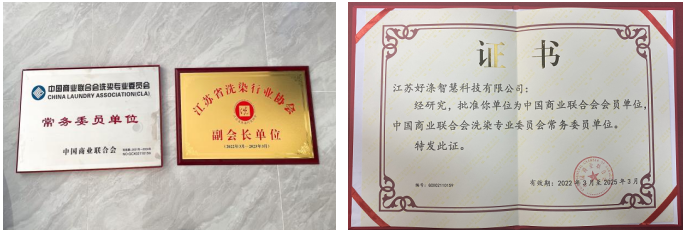 中国商业联合会洗染专业委员会
CHINA LAUNDRY ASSOCIATION(CLA)
常务委员单位
中国商业联合会
江苏省洗染行业协会
副会长单位
证书
江苏好涤智慧科技有限公司:
经研究,批准你单位为中国商业联合会会员单位,
中国商业联合会洗染专业委员会常务委员单位。
特发此证。
有效期:2022年3月至2025年3月